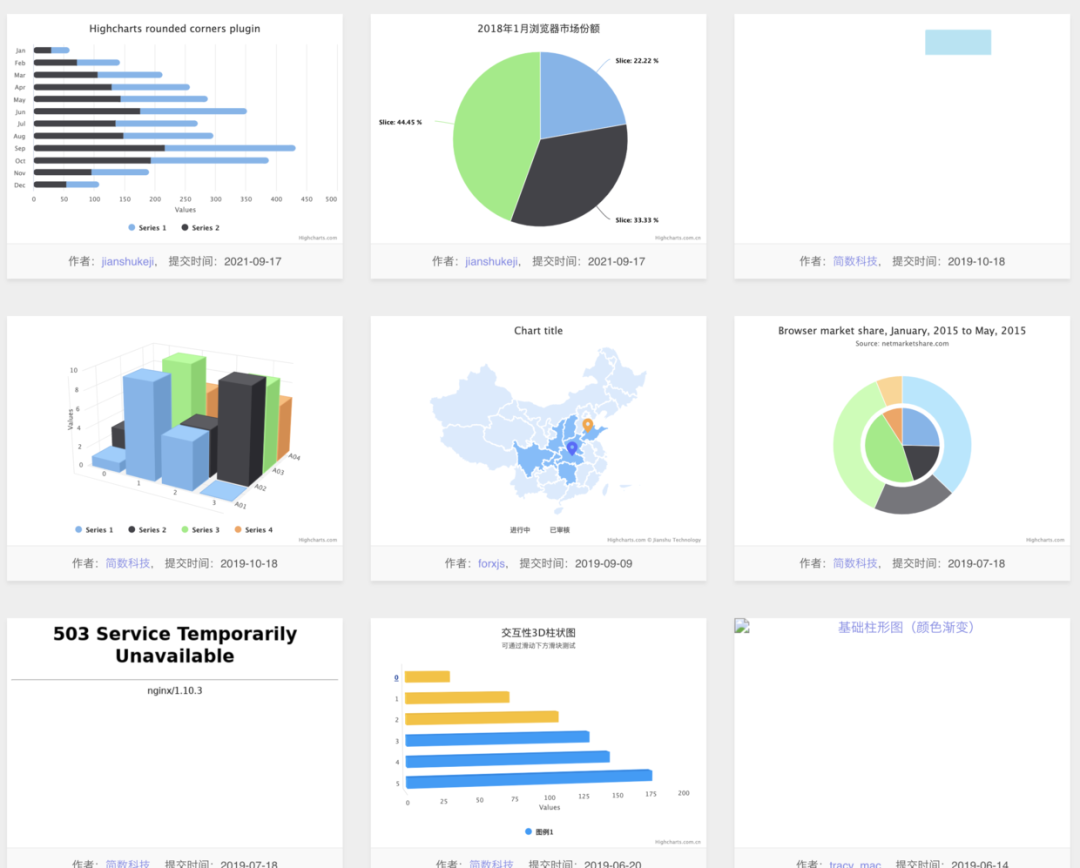 Highcharts rounded corners plugin
Jan
Feb
Mar
Apr
May
Jun
Jul
Aug
Sep
Oct
Nov
Dec
0 50 100 150 200 250 300 350 400 450 500
Values
Series 1 Series 2
Highcharts.com
作者：jianshukeji, 提交时间：2021-09-17
2018年1月浏览器市场份额
Slice: 22.22 %
Slice: 44.45 %
Slice: 33.33 %
Highcharts.com.cn
作者：jianshukeji, 提交时间：2021-09-17
作者：简数科技, 提交时间：2019-10-18
10
8
6
4
2
0
Values
0 1 2 3
A01
A02
A03
A04
Series 1 Series 2 Series 3 Series 4
Highcharts.com
作者：简数科技, 提交时间：2019-10-18
Chart title
进行中 已审核
Highcharts.com © Jianshu Technology
作者：forxjs, 提交时间：2019-09-09
Browser market share, January, 2015 to May, 2015
Source: netmarketshare.com
Highcharts.com
作者：简数科技, 提交时间：2019-07-18
503 Service Temporarily
Unavailable
nginx/1.10.3
作者：简数科技, 提交时间：2019-07-18
交互性3D柱状图
可通过滑动下方滑块测试
0
1
2
3
4
5
0 25 50 75 100 125 150 175 200
Values
图例1
Highcharts.com.cn
作者：简数科技, 提交时间：2019-06-20
基础柱形图（颜色渐变）
作者：tracy_mac, 提交时间：2019-06-14